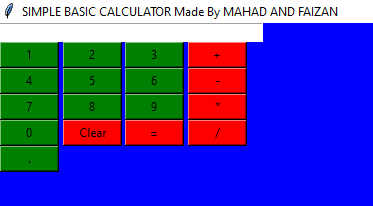 SIMPLE BASIC CALCULATOR Made By MAHAD AND FAIZAN
1 2 3 +
4 5 6 -
7 8 9 *
0 Clear = /
.